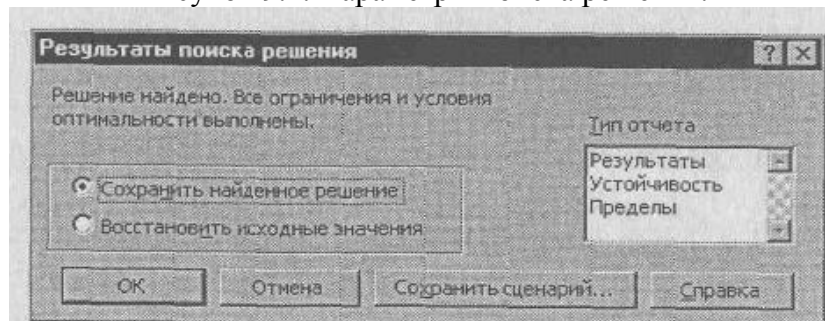 Результаты поиска решения
Решение найдено. Все ограничения и условия
оптимальности выполнены.
Тип отчета
Результаты
Устойчивость
Пределы
Сохранить найденное решение
Восстановить исходные значения
ОК
Отмена
Сохранить сценарий...
Справка